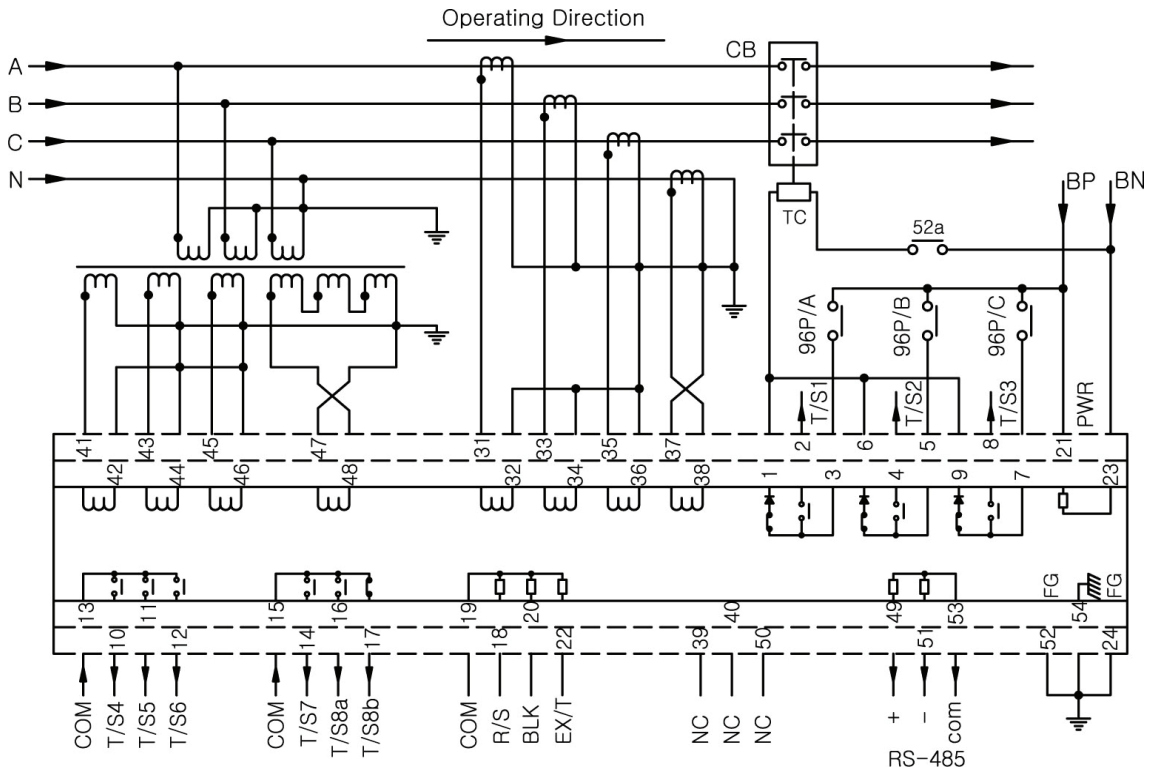 Operating Direction
CB
A
B
C
N
BP
BN
TC
52a
96P/A
96P/B
96P/C
T/S1
T/S2
T/S3
PWR
41 43 45 47 31 33 35 37 2 6 5 8 21
42 44 46 48 32 34 36 38 1 3 4 9 7 23
FG
FG
13 11 15 16 19 20 40 49 53 54
10 12 14 17 18 22 39 50 51 52 24
COM
T/S4
T/S5
T/S6
COM
T/S7
T/S8a
T/S8b
COM
R/S
BLK
EX/T
NC
NC
NC
+
-
com
RS-485